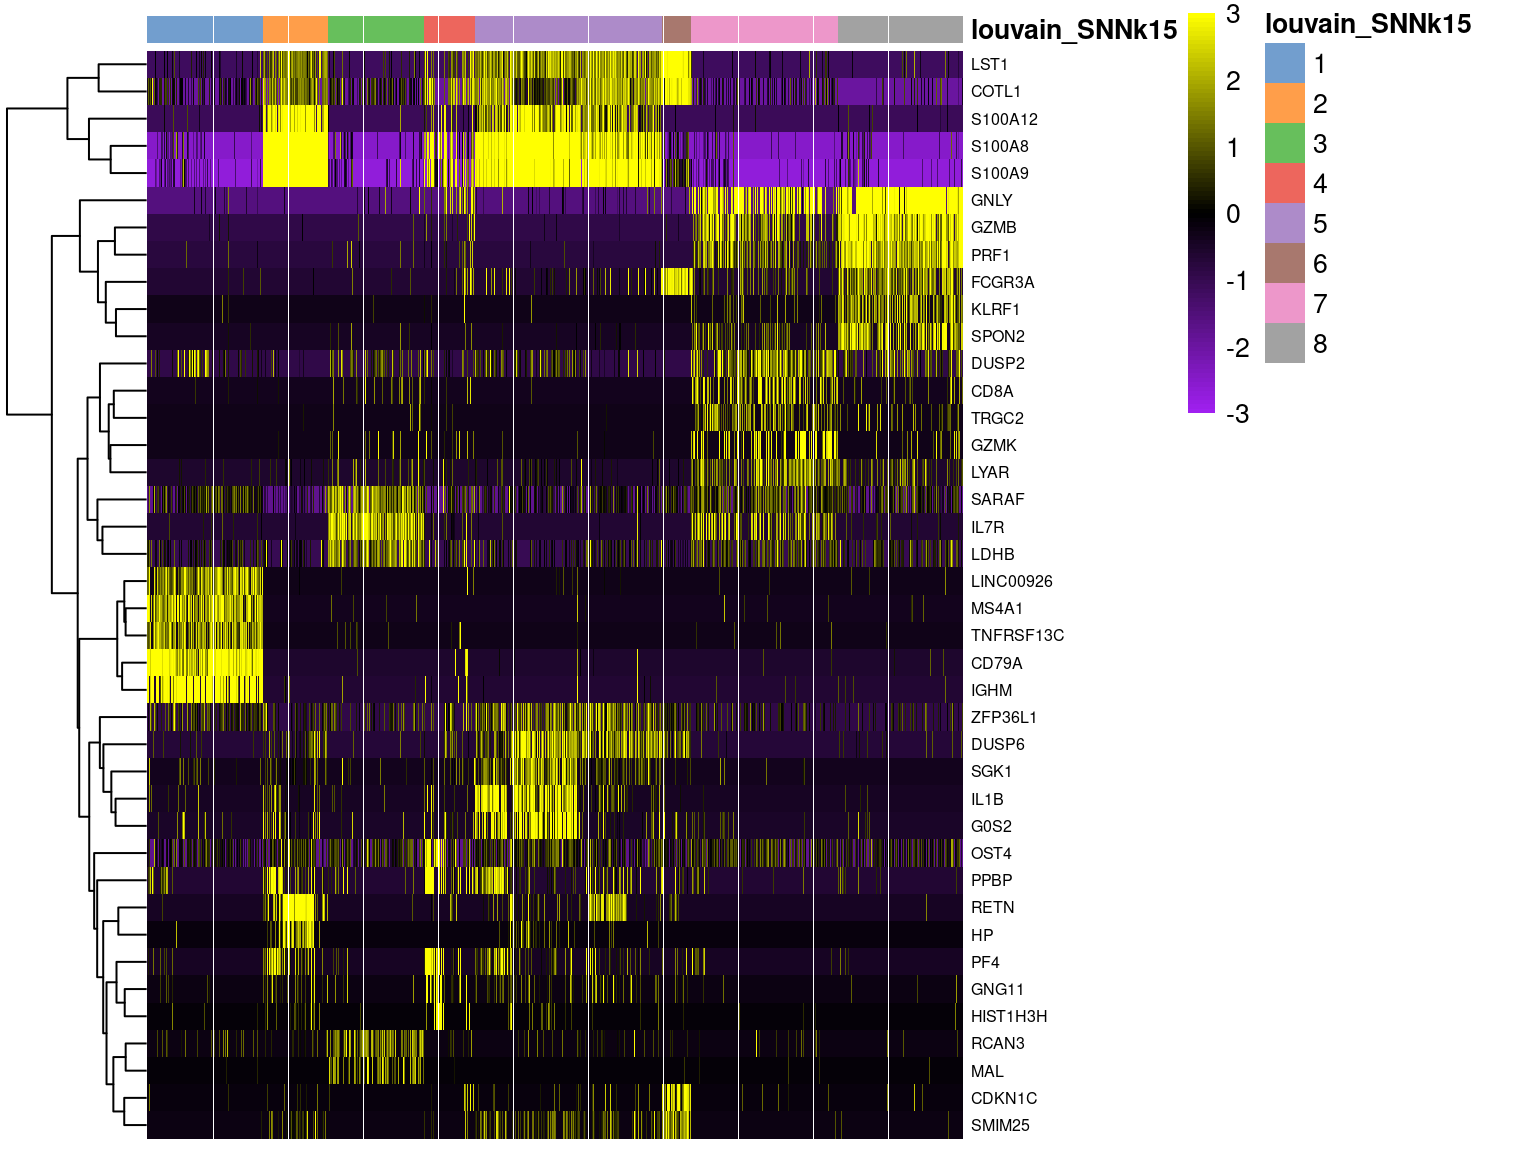 louvain_SNNk15
LST1
COTL1
S100A12
S100A8
S100A9
GNLY
GZMB
PRF1
FCGR3A
KLRF1
SPON2
DUSP2
CD8A
TRGC2
GZMK
LYAR
SARAF
IL7R
LDHB
LINC00926
MS4A1
TNFRSF13C
CD79A
IGHM
ZFP36L1
DUSP6
SGK1
IL1B
G0S2
OST4
PPBP
RETN
HP
PF4
GNG11
HIST1H3H
RCAN3
MAL
CDKN1C
SMIM25
3
2
1
0
-1
-2
-3
louvain_SNNk15
1
2
3
4
5
6
7
8